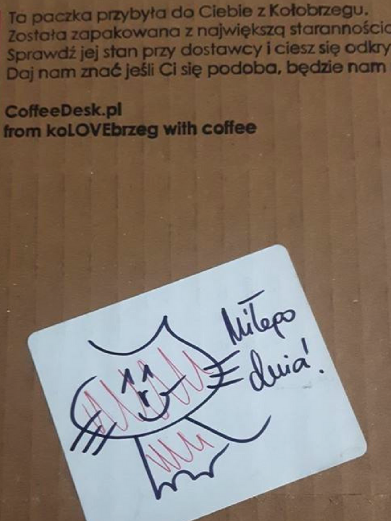 Ta paczka przybyła do Ciebie z Kołobrzegu.
Została zapakowana z największą
Sprawdź jej stan przy dostawcy i ciesz się
Daj nam znać jeśli Ci się podoba, będzie nam
CoffeeDesk.pl
from koLOVEbrzeg with coffee
Miłego
dnia!